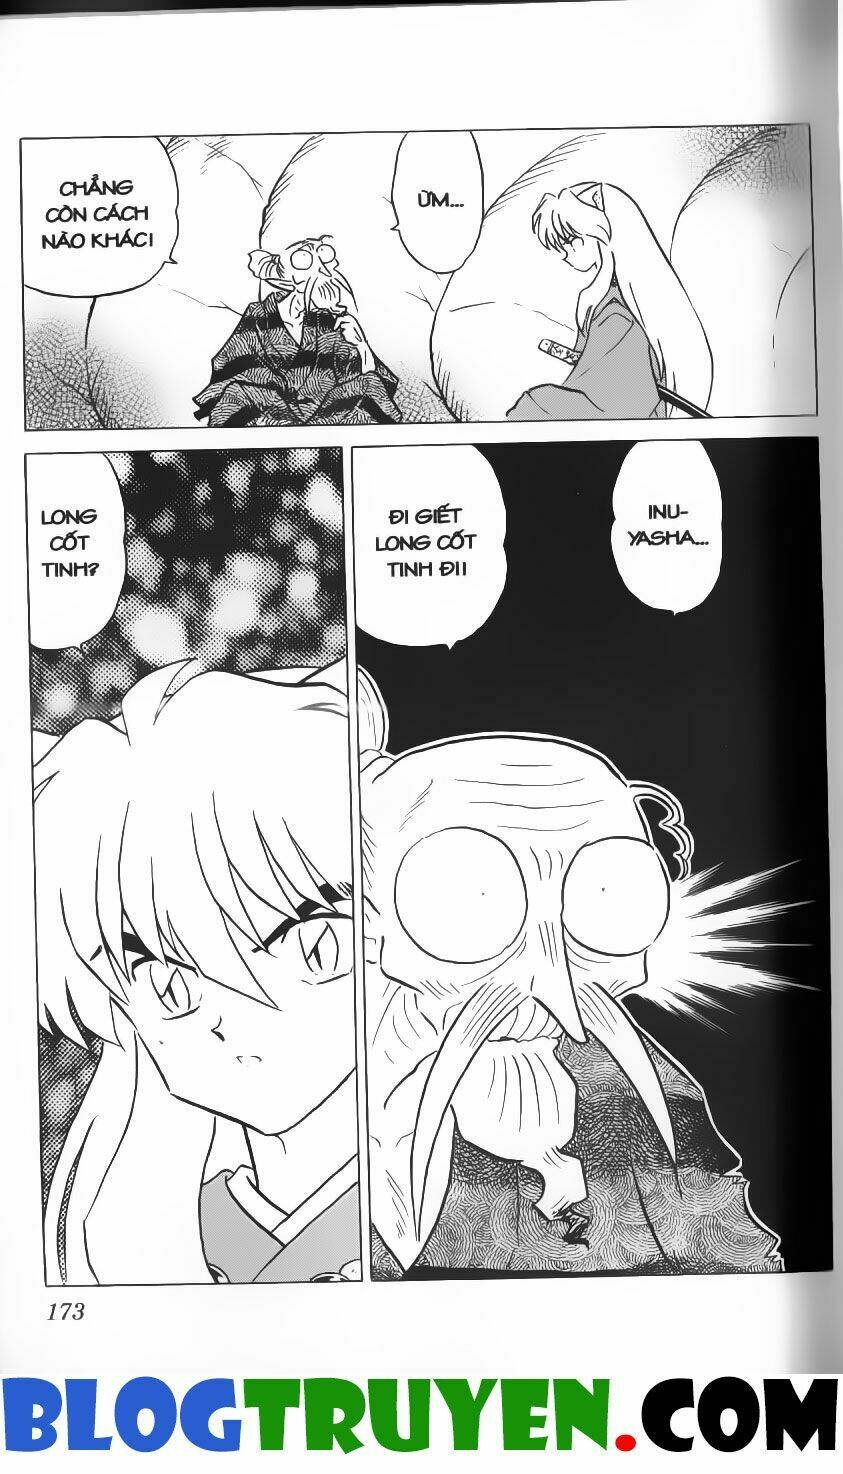 ỪM...
CHẲNG
CÒN CÁCH
NÀO KHÁC!
INU-
YASHA...
ĐI GIẾT
LONG CỐT
TINH ĐI!
LONG
CỐT
TINH?
173
BLOGTRUYEN.COM